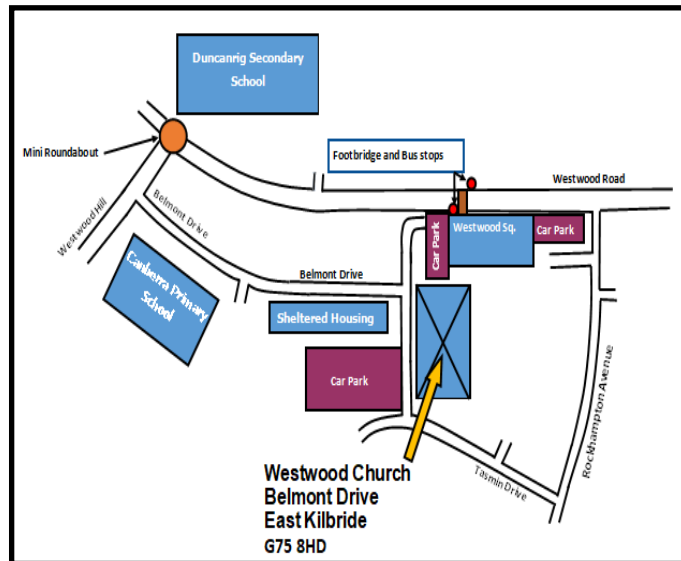 Duncanrig Secondary
School
Mini Roundabout
Footbridge and Bus stops
Westwood Road
Westwood Hill
Belmont Drive
Car Park
Westwood Sq.
Car Park
Canberra Primary
School
Belmont Drive
Sheltered Housing
Car Park
Rockhampton Avenue
Tasmin Drive
Westwood Church
Belmont Drive
East Kilbride
G75 8HD